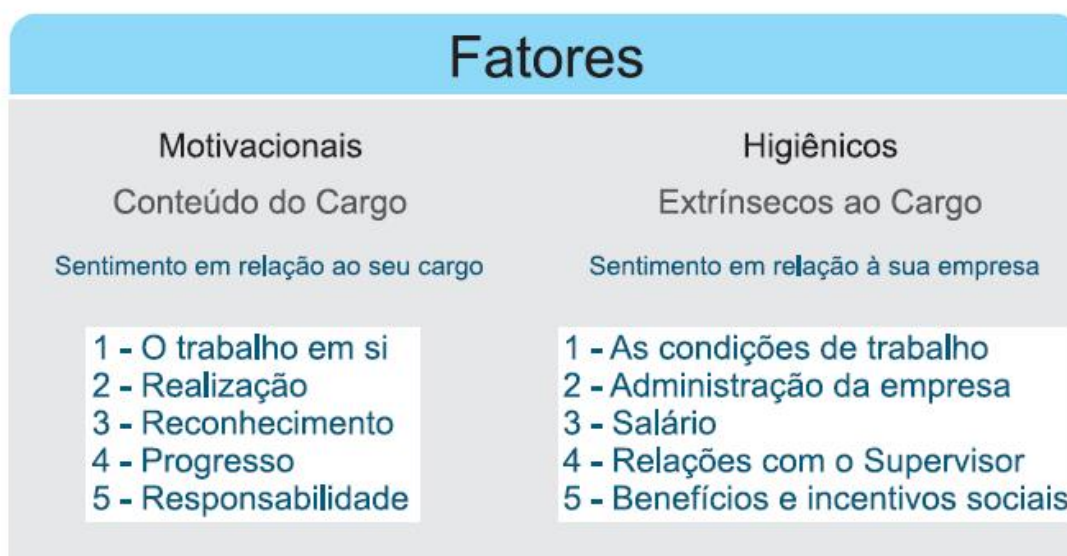 Fatores
Motivacionais
Conteúdo do Cargo
Sentimento em relação ao seu cargo
1 - O trabalho em si
2 - Realização
3 - Reconhecimento
4 - Progresso
5 - Responsabilidade
Higiênicos
Extrínsecos ao Cargo
Sentimento em relação à sua empresa
1 - As condições de trabalho
2 - Administração da empresa
3 - Salário
4 - Relações com o Supervisor
5 - Benefícios e incentivos sociais